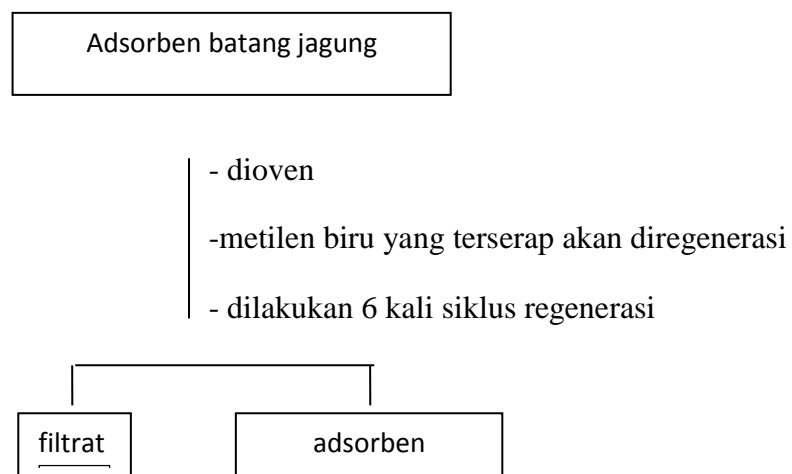 Adsorben batang jagung
- dioven
-metilen biru yang terserap akan diregenerasi
- dilakukan 6 kali siklus regenerasi
filtrat
adsorben